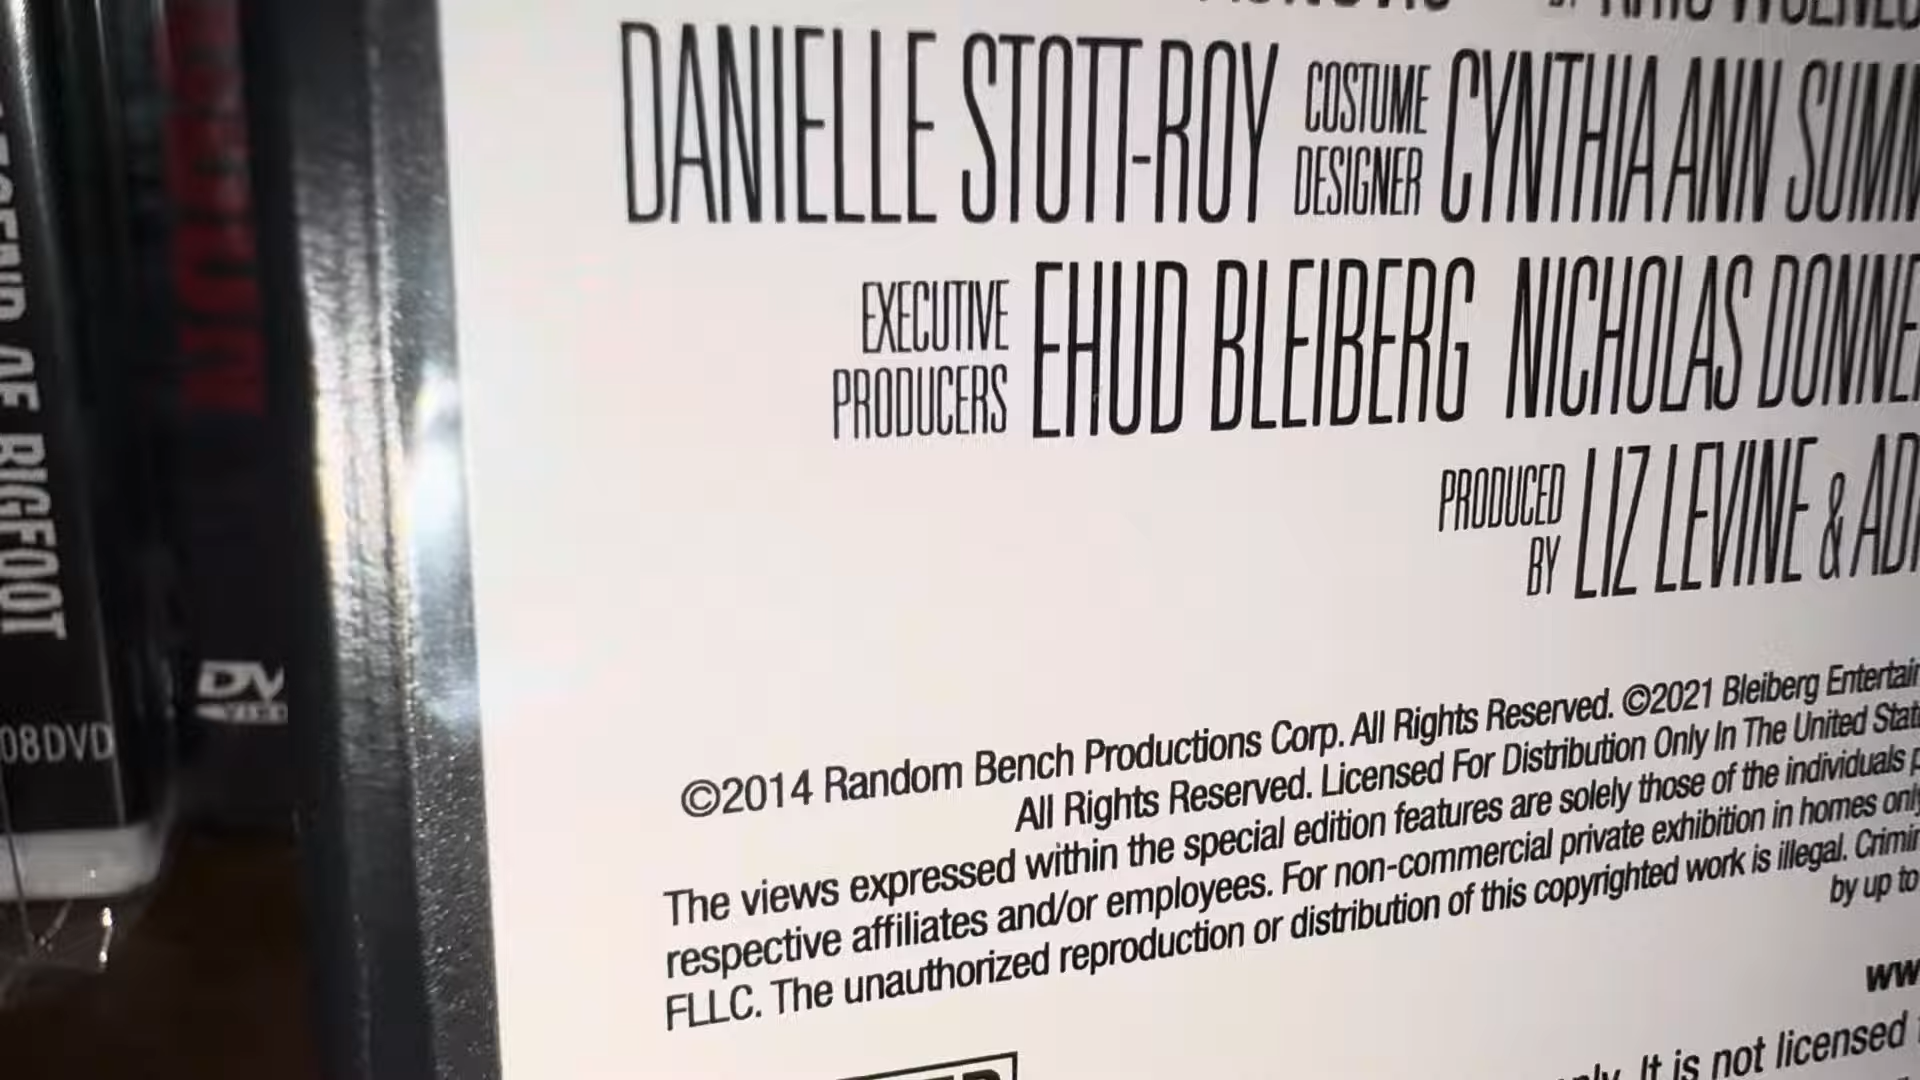 DANIELLE STOTT-ROY COSTUME DESIGNER CYNTHIA ANN
EXECUTIVE PRODUCERS EHUD BLEIBERG NICHOLAS
PRODUCED BY LIZ LEVINE &
©2014 Random Bench Productions Corp. All Rights Reserved. ©2021 Bleiberg
All Rights Reserved. Licensed For Distribution Only In The United
The views expressed within the special edition features are solely those of the individuals
respective affiliates and/or employees. For non-commercial private exhibition in homes only
FLLC. The unauthorized reproduction or distribution of this copyrighted work is illegal.
by up to
It is not licensed
OF BIGFOOT
08DVD